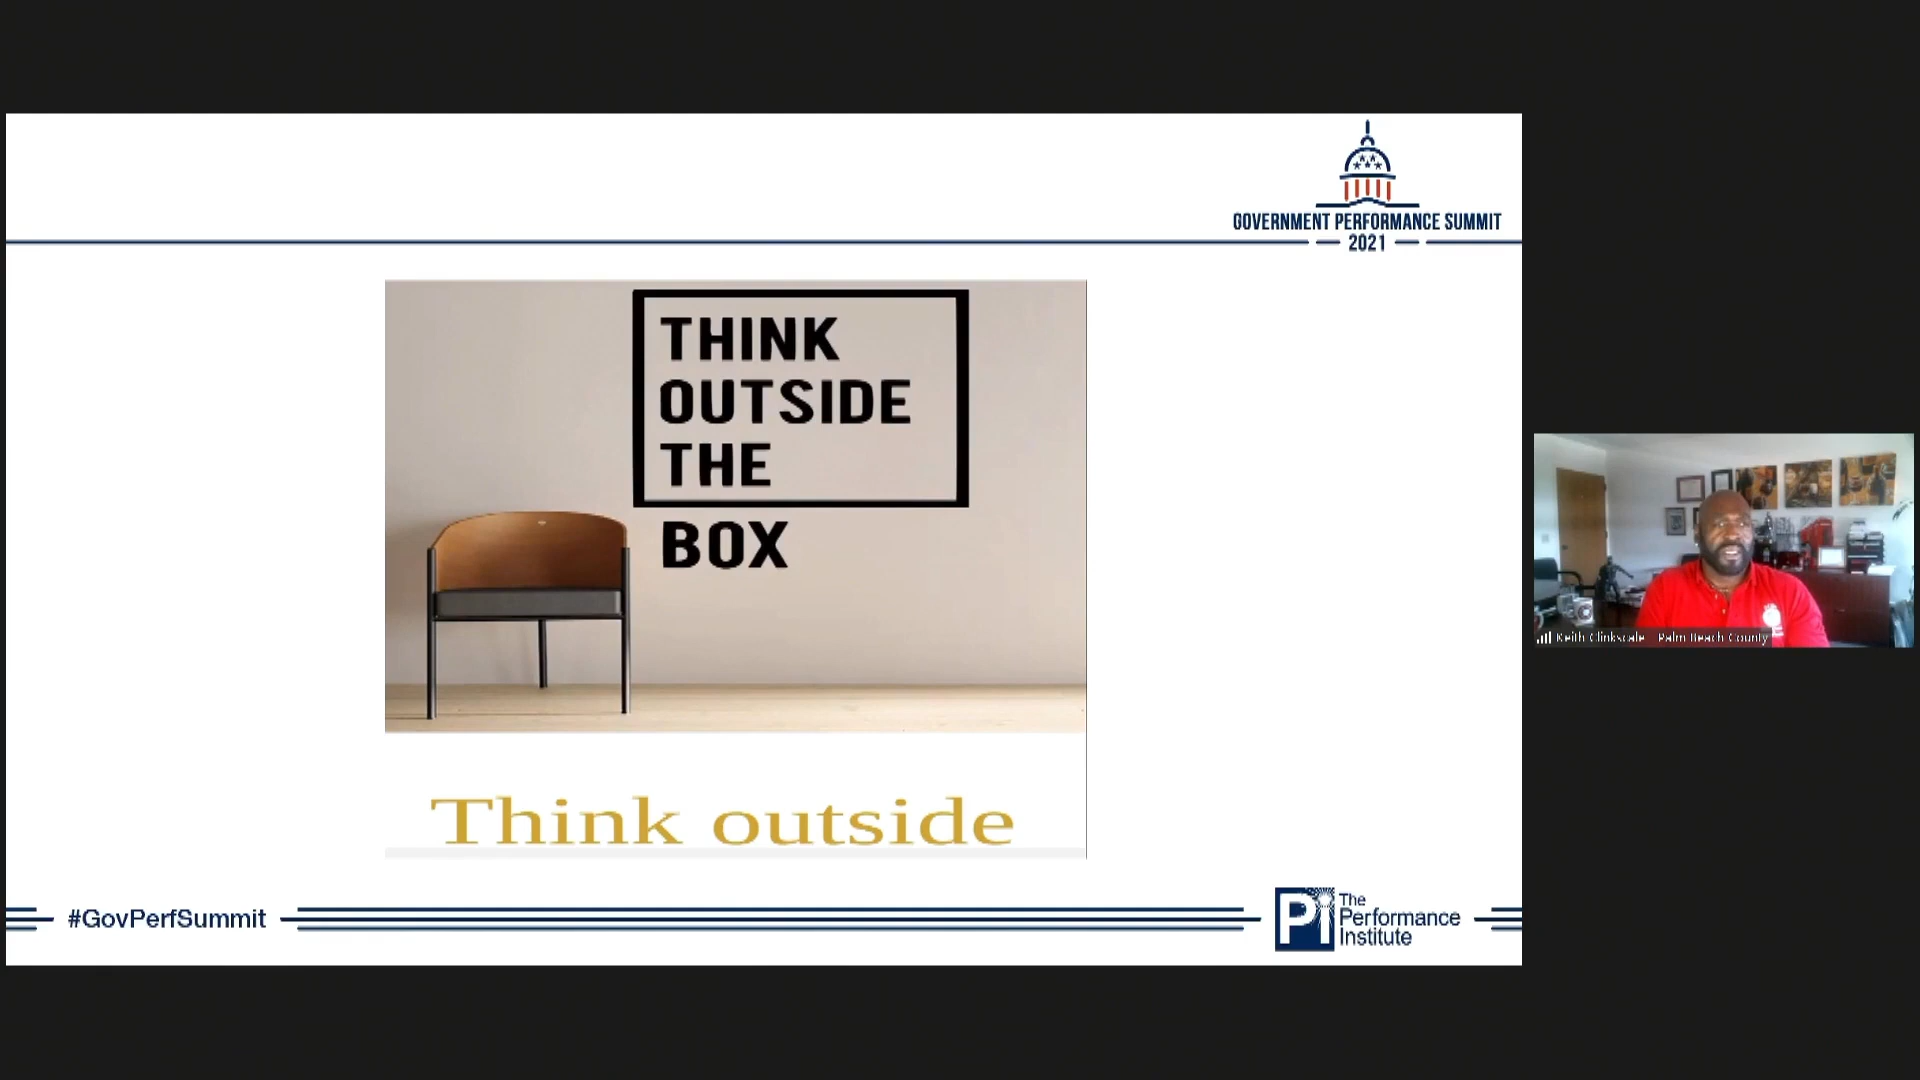 GOVERNMENT PERFORMANCE SUMMIT
2021
THINK
OUTSIDE
THE
BOX
Think outside
#GovPerfSummit
Pi
The
Performance
Institute
Keith Clinkscale Palm Beach County